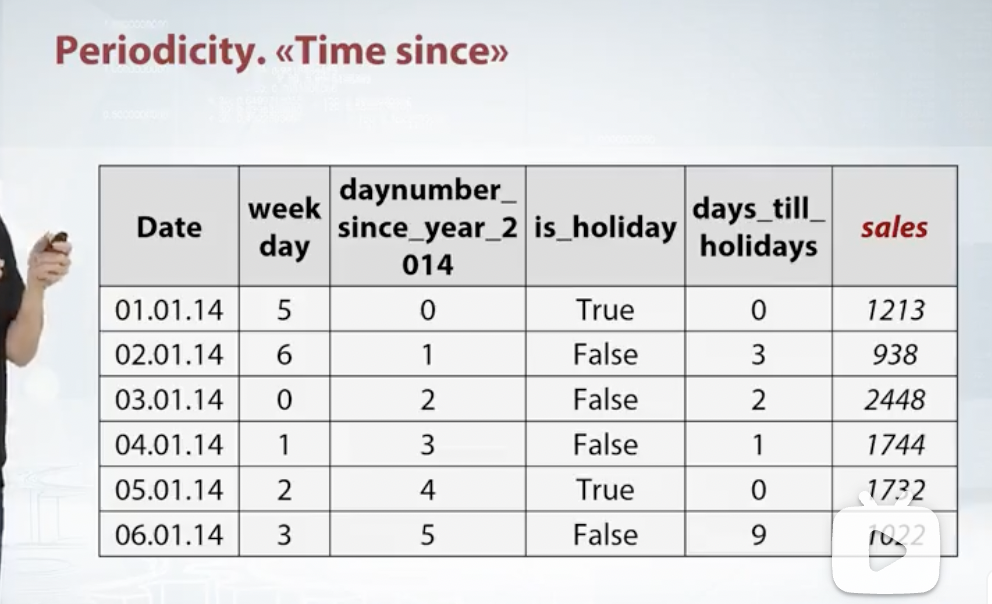 Periodicity. «Time since»
Date week day daynumber_since_year_2014 is_holiday days_till_holidays sales
01.01.14 5 0 True 0 1213
02.01.14 6 1 False 3 938
03.01.14 0 2 False 2 2448
04.01.14 1 3 False 1 1744
05.01.14 2 4 True 0 1732
06.01.14 3 5 False 9 1022